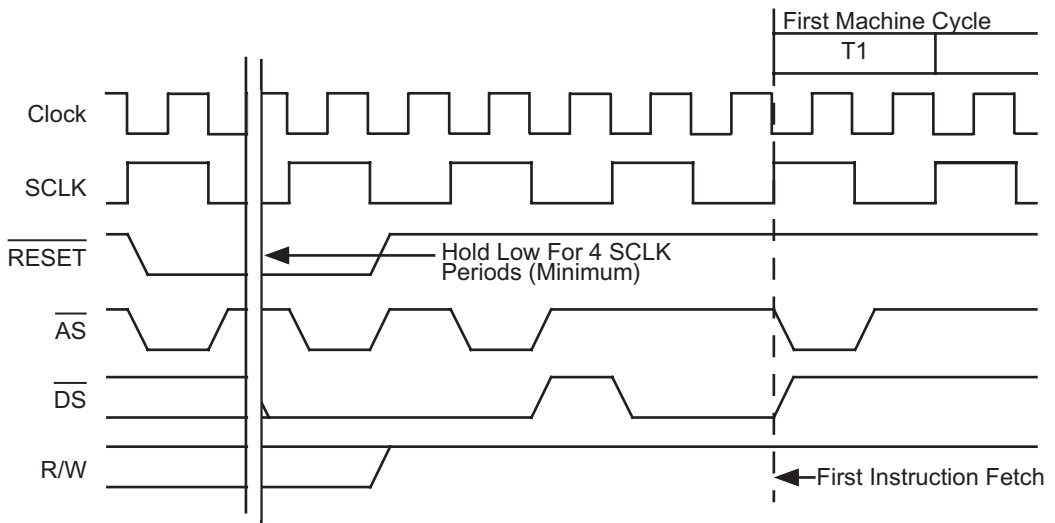 First Machine Cycle
T1
Clock
SCLK
RESET
Hold Low For 4 SCLK
Periods (Minimum)
AS
DS
R/W
First Instruction Fetch